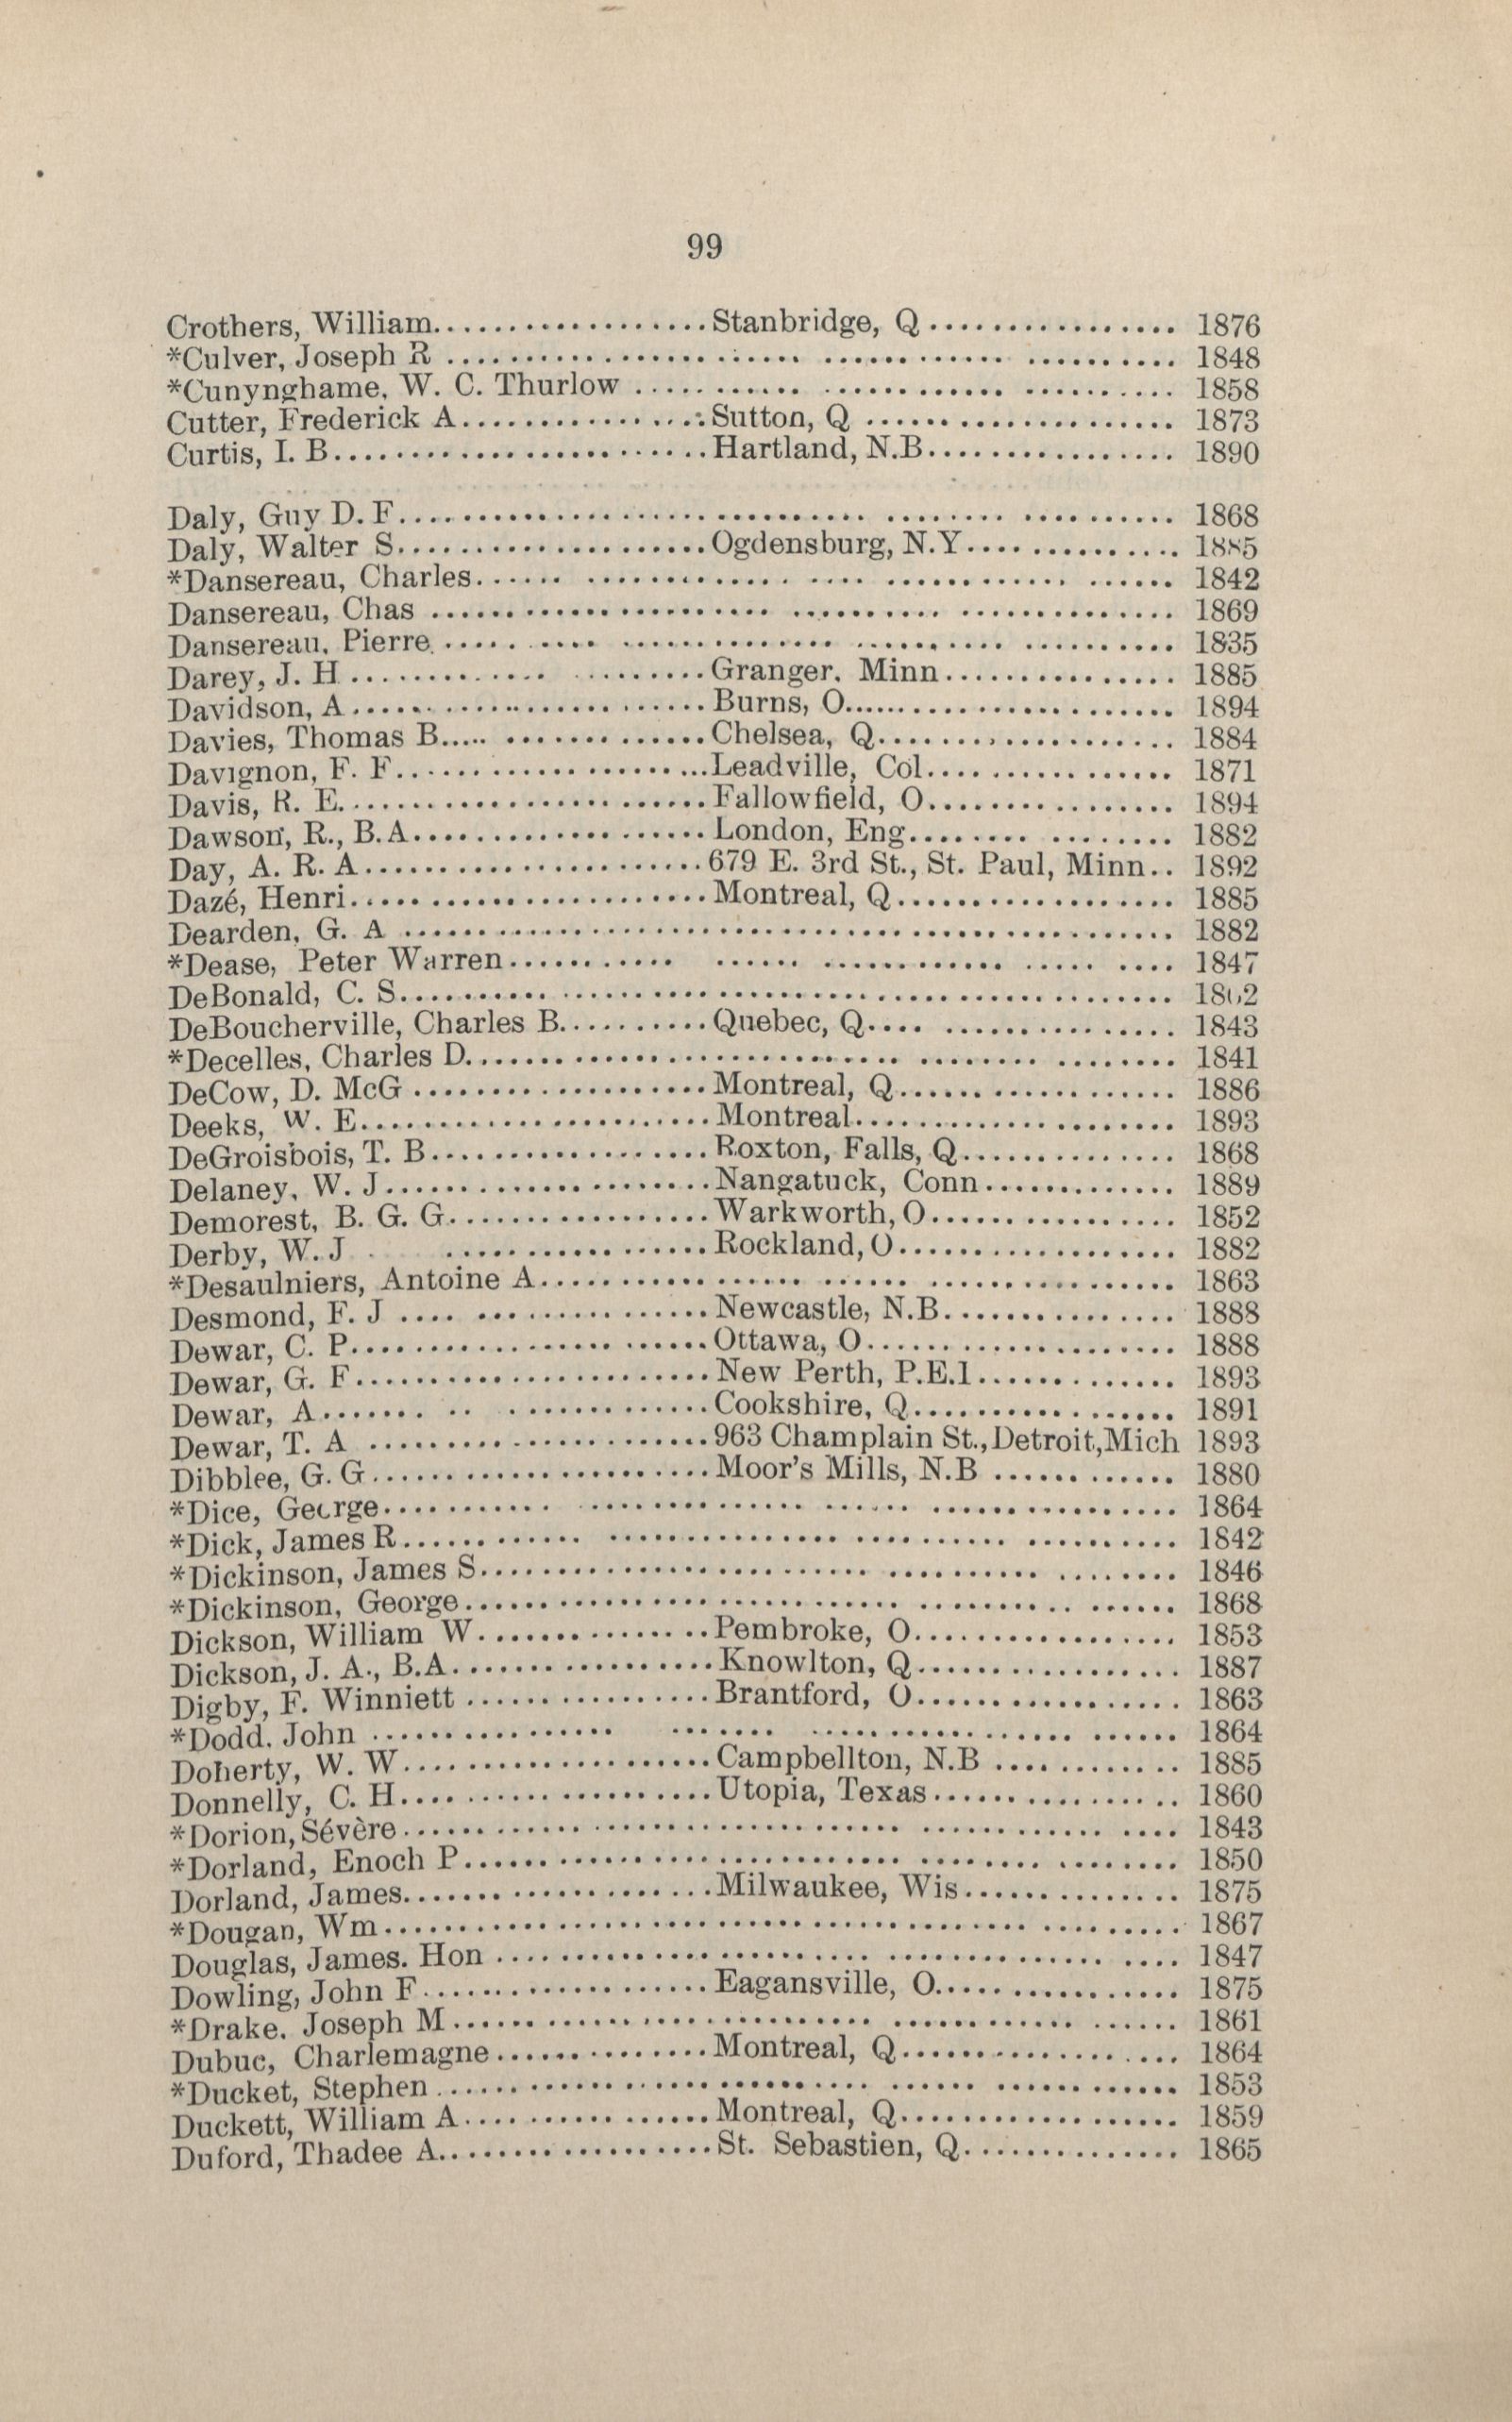 99
Crothers, William.....................Stanbridge, Q................. 1876
*Culver, Joseph R ................................................ 1848
*Cunynghame, W. C. Thurlow ....................................... 1858
Cutter, Frederick A..................Sutton, Q ..................... 1873
Curtis, I. B..........................Hartland, N.B................. 1890
Daly, Guy D. F.................................................... 1868
Daly, Walter S.......................Ogdensburg, N.Y............... 1885
*Dansereau, Charles............................................... 1842
Dansereau, Chas .................................................. 1869
Dansereau, Pierre................................................. 1835
Darey, J. H..........................Granger. Minn................ 1885
Davidson, A..........................Burns, O...................... 1894
Davies, Thomas B.....................Chelsea, Q.................... 1884
Davignon, F. F.......................Leadville, Col................ 1871
Davis, R. E..........................Fallowfield, O................ 1894
Dawson, R., B.A......................London, Eng................... 1882
Day, A. R. A.........................679 E. 3rd St., St. Paul, Minn.. 1892
Dazé, Henri..........................Montreal, Q................... 1885
Dearden, G. A .................................................... 1882
*Dease, Peter Warren.............................................. 1847
DeBonald, C. S....................................................
DeBoucherville, Charles B............Quebec, Q..................... 1843
*Decelles, Charles D.............................................. 1841
DeCow, D. McG .......................Montreal, Q................... 1886
Deeks, W. E..........................Montreal...................... 1893
DeGroisbois, T. B....................Roxton, Falls, Q.............. 1868
Delaney, W. J........................Nangatuck, Conn............... 1889
Demorest, B. G. G....................Warkworth, O.................. 1852
Derby, W. J .........................Rockland, O................... 1882
*Desaulniers, Antoine A........................................... 1863
Desmond, F. J .......................Newcastle, N.B................ 1888
Dewar, C. P..........................Ottawa, O..................... 1888
Dewar, G. F..........................New Perth, P.E.I.............. 1893
Dewar, A.............................Cookshire, Q.................. 1891
Dewar, T. A .........................963 Champlain St., Detroit, Mich 1893
Dibblee, G. G........................Moor's Mills, N.B ............ 1880
*Dice, George..................................................... 1864
*Dick, James R.................................................... 1842
*Dickinson, James S............................................... 1846
*Dickinson, George................................................ 1868
Dickson, William W...................Pembroke, O................... 1853
Dickson, J. A., B.A..................Knowlton, Q................... 1887
Digby, F. Winniett ..................Brantford, O.................. 1863
*Dodd. John ...................................................... 1864
Doherty, W. W........................Campbellton, N.B ............. 1885
Donnelly, C. H.......................Utopia, Texas................. 1860
*Dorion, Sévère................................................... 1843
*Dorland, Enoch P................................................. 1850
Dorland, James.......................Milwaukee, Wis................ 1875
*Dougan, Wm....................................................... 1867
Douglas, James. Hon .............................................. 1847
Dowling, John F......................Eagansville, O................ 1875
*Drake. Joseph M.................................................. 1861
Dubuc, Charlemagne...................Montreal, Q................... 1864
*Ducket, Stephen.................................................. 1853
Duckett, William A...................Montreal, Q................... 1859
Duford, Thadee A.....................St. Sebastien, Q.............. 1865